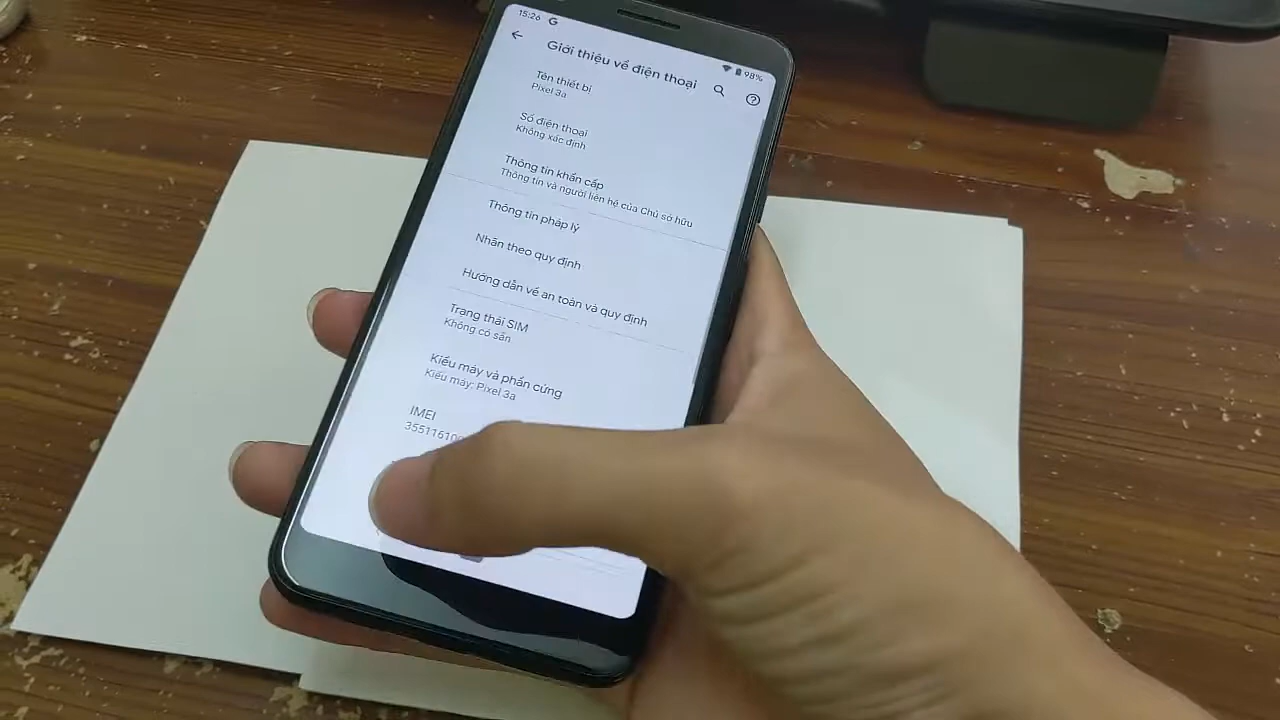 15:26 G
98%
Giới thiệu về điện thoại
Tên thiết bị
Pixel 3a
Số điện thoại
Không xác định
Thông tin khẩn cấp
Thông tin và người liên hệ của Chủ sở hữu
Thông tin pháp lý
Nhãn theo quy định
Hướng dẫn về an toàn và quy định
Trạng thái SIM
Không có sẵn
Kiểu máy và phần cứng
Kiểu máy: Pixel 3a
IMEI
35511610